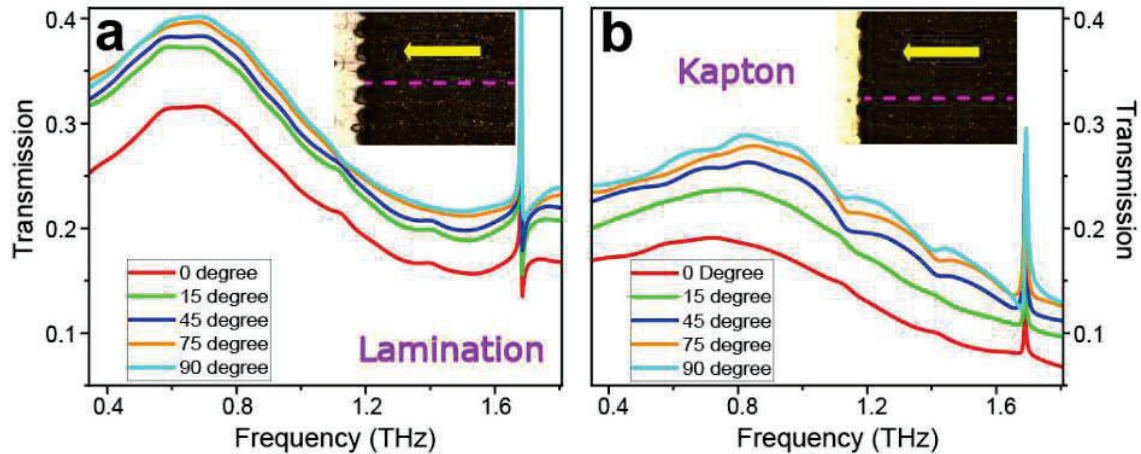 a
0.4
0.3
0.2
0.1
Transmission
0 degree
15 degree
45 degree
75 degree
90 degree
Lamination
0.4 0.8 1.2 1.6
Frequency (THz)
b
Kapton
0.4
0.3
0.2
0.1
Transmission
0 Degree
15 degree
45 degree
75 degree
90 degree
0.4 0.8 1.2 1.6
Frequency (THz)